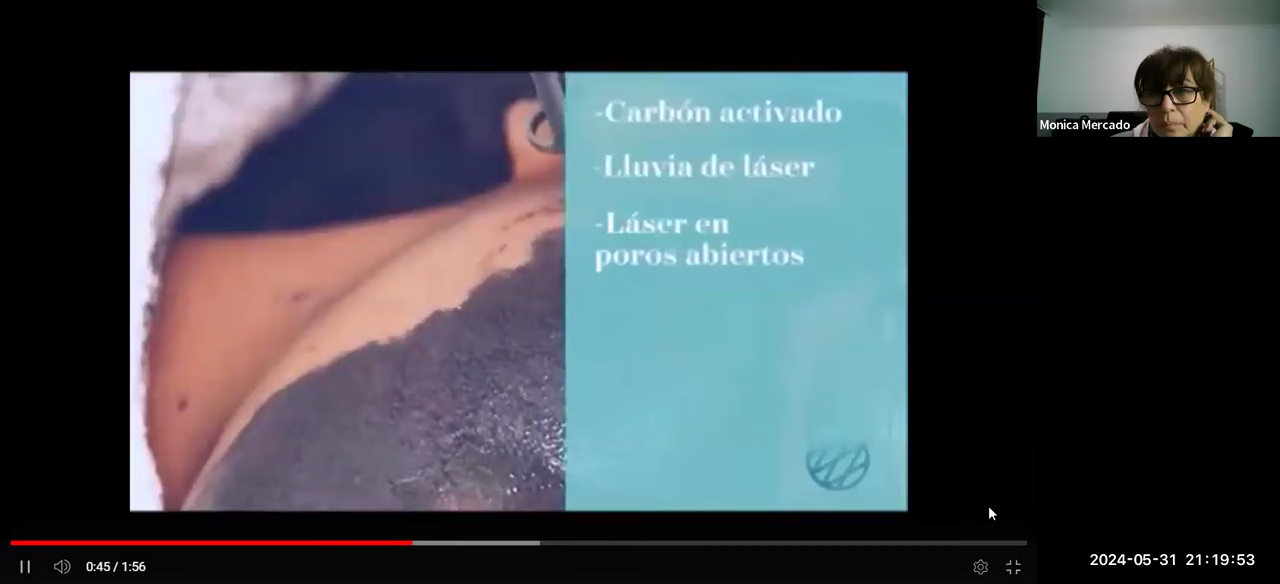 -Carbón activado
-Lluvia de láser
-Láser en
poros abiertos
Monica Mercado
0:45 / 1:56
2024-05-31 21:19:53